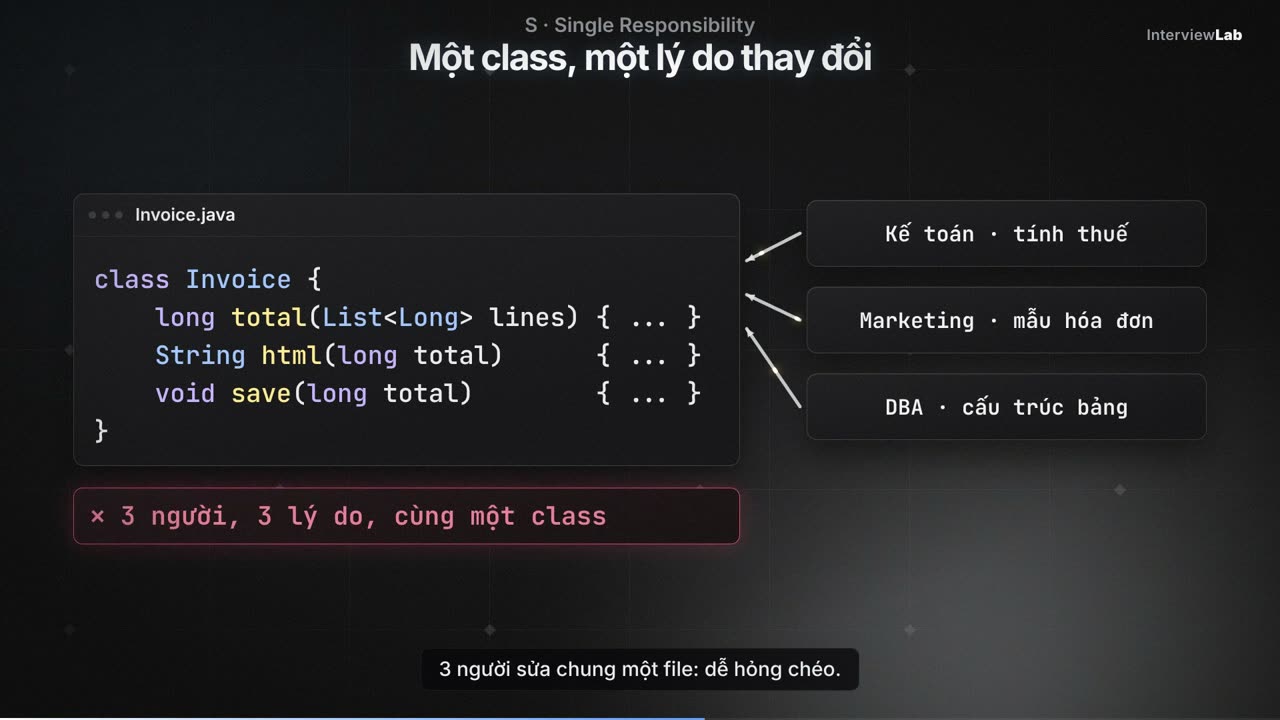 S · Single Responsibility
Một class, một lý do thay đổi
InterviewLab
Invoice.java
class Invoice {
    long total(List<Long> lines) { ... }
    String html(long total)      { ... }
    void save(long total)        { ... }
}
Kế toán · tính thuế
Marketing · mẫu hóa đơn
DBA · cấu trúc bảng
× 3 người, 3 lý do, cùng một class
3 người sửa chung một file: dễ hỏng chéo.